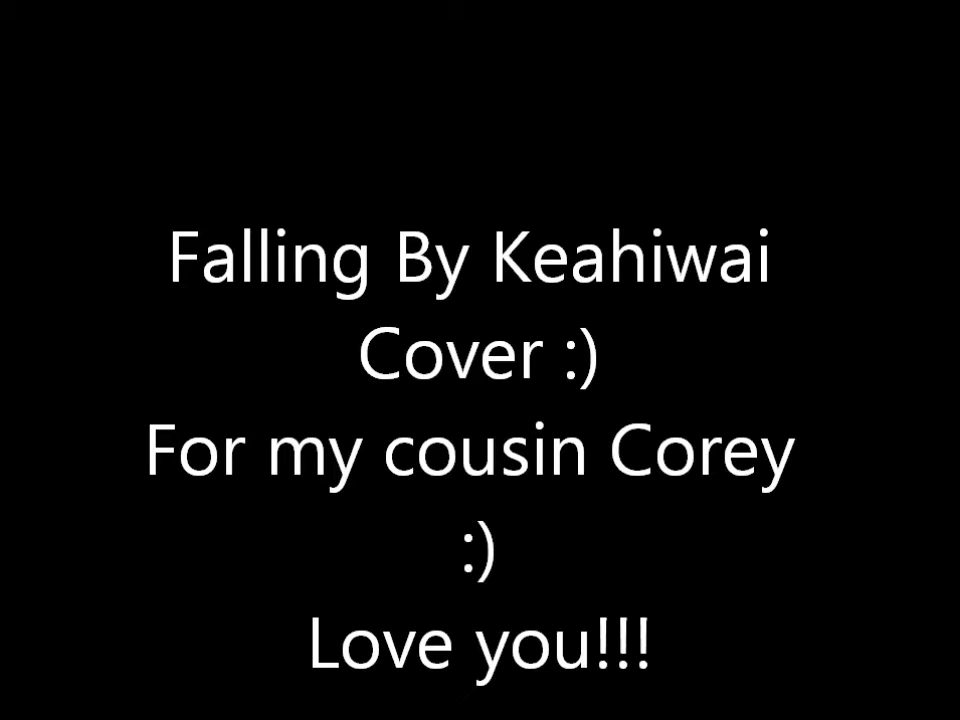 Falling By Keahiwai
Cover :)
For my cousin Corey
:)
Love you!!!